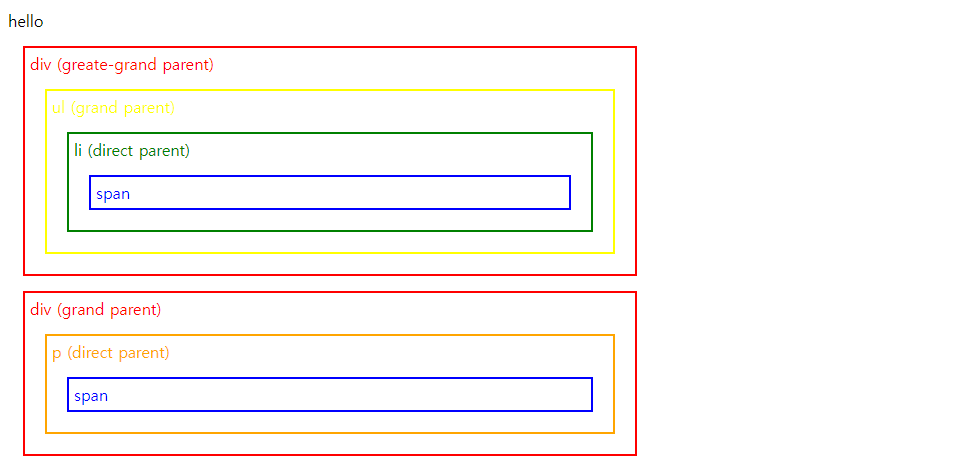 hello
div (greate-grand parent)
ul (grand parent)
li (direct parent)
span
div (grand parent)
p (direct parent)
span